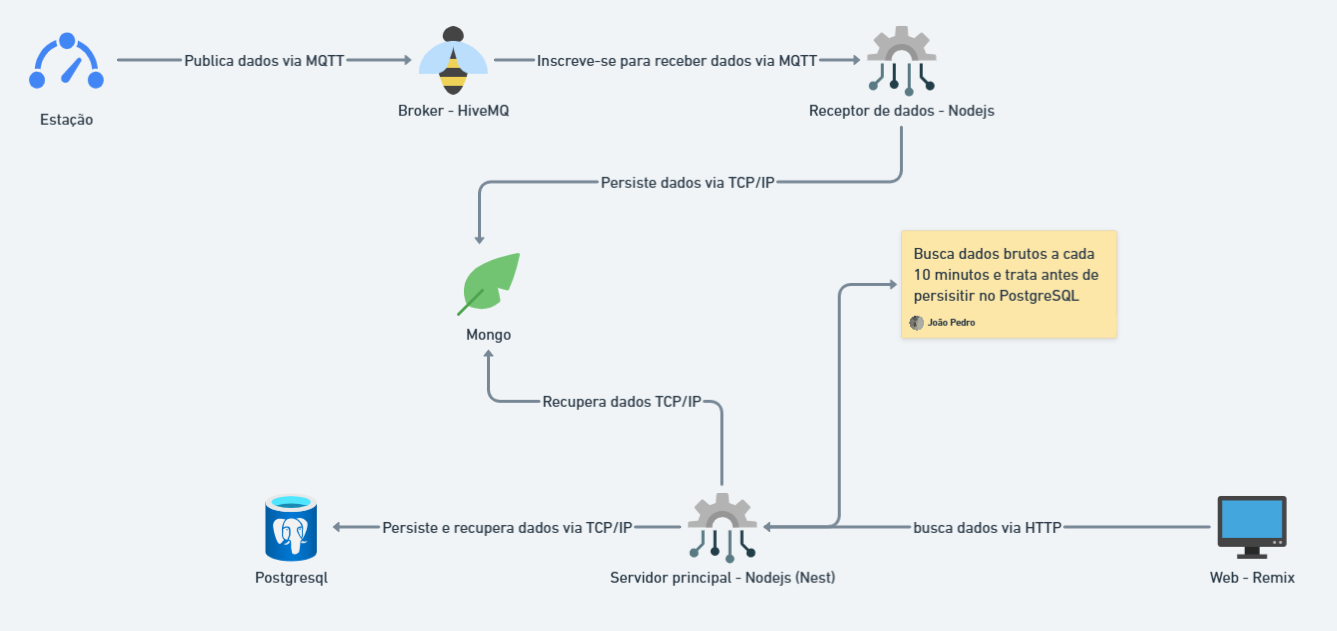 Publica dados via MQTT
Inscreve-se para receber dados via MQTT
Estação
Broker - HiveMQ
Receptor de dados - Nodejs
Persiste dados via TCP/IP
Busca dados brutos a cada
10 minutos e trata antes de
persisitir no PostgreSQL
João Pedro
Mongo
Recupera dados TCP/IP
Persiste e recupera dados via TCP/IP
busca dados via HTTP
Postgresql
Servidor principal - Nodejs (Nest)
Web - Remix